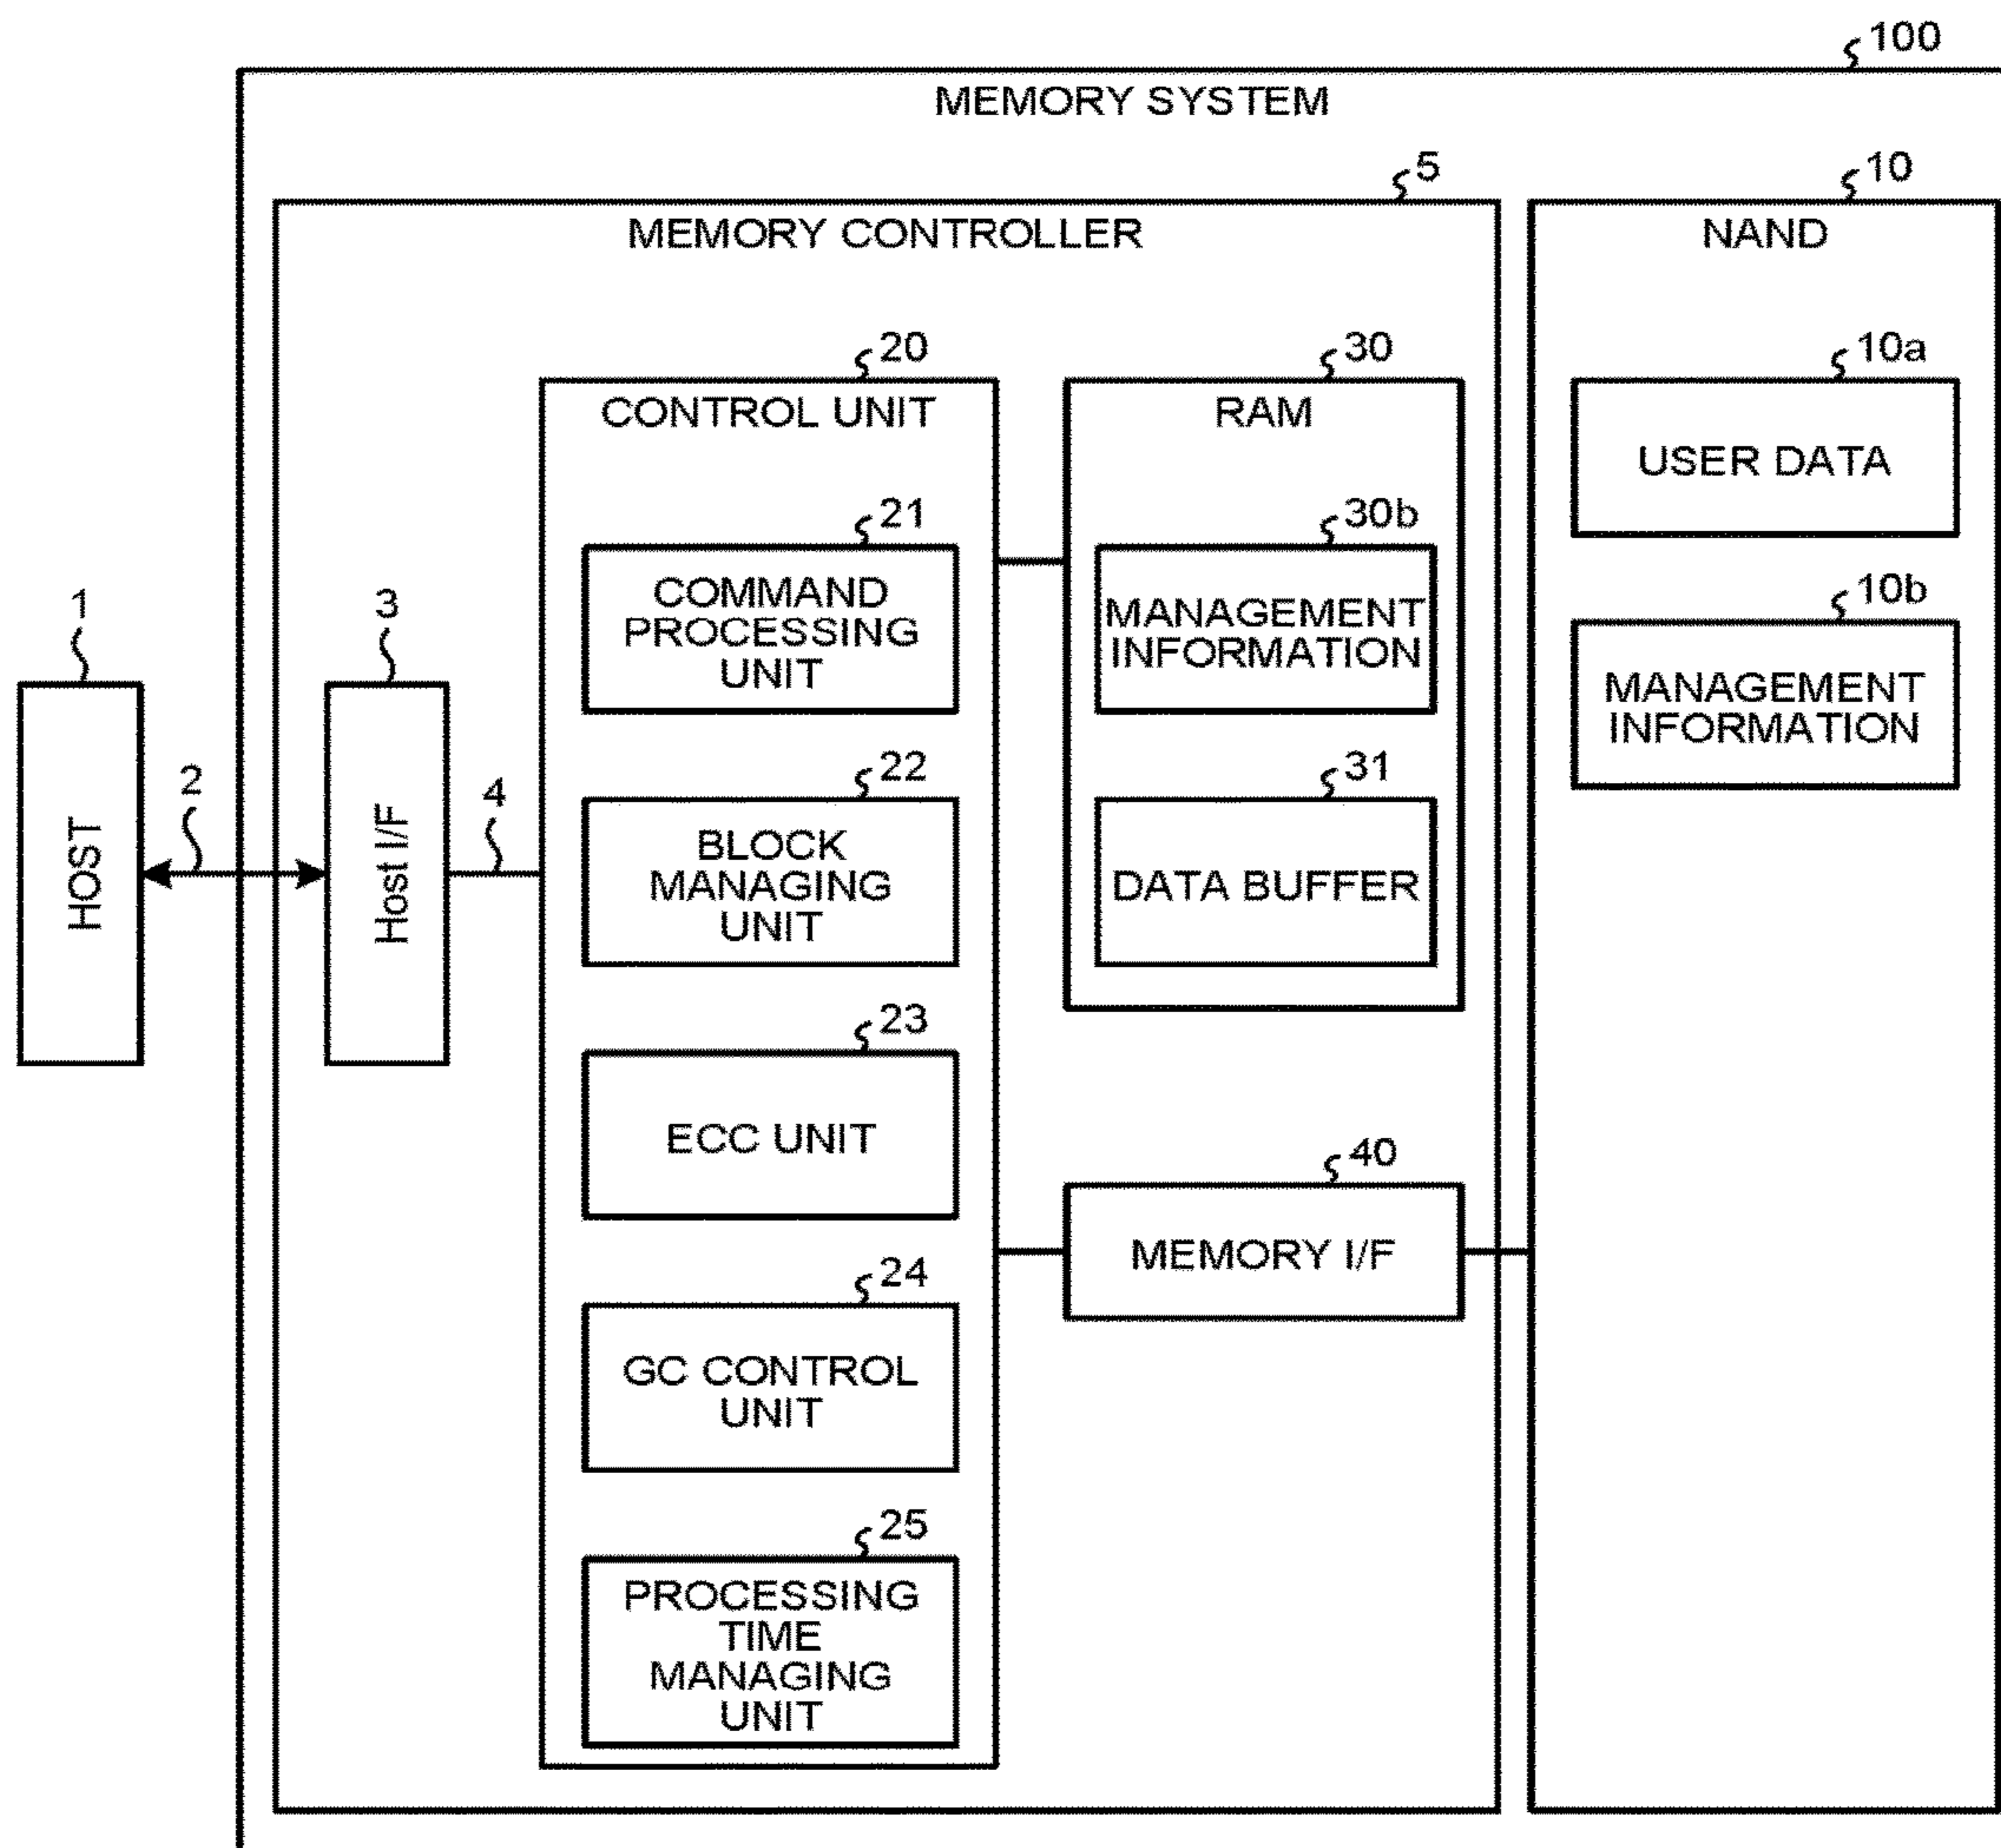 100
MEMORY SYSTEM
5
10
MEMORY CONTROLLER
NAND
20
30
10a
CONTROL UNIT
RAM
USER DATA
21
30b
COMMAND
PROCESSING
UNIT
MANAGEMENT
INFORMATION
10b
MANAGEMENT
INFORMATION
1
3
HOST
2
Host I/F
4
22
31
BLOCK
MANAGING
UNIT
DATA BUFFER
23
ECC UNIT
40
MEMORY I/F
24
GC CONTROL
UNIT
25
PROCESSING
TIME
MANAGING
UNIT